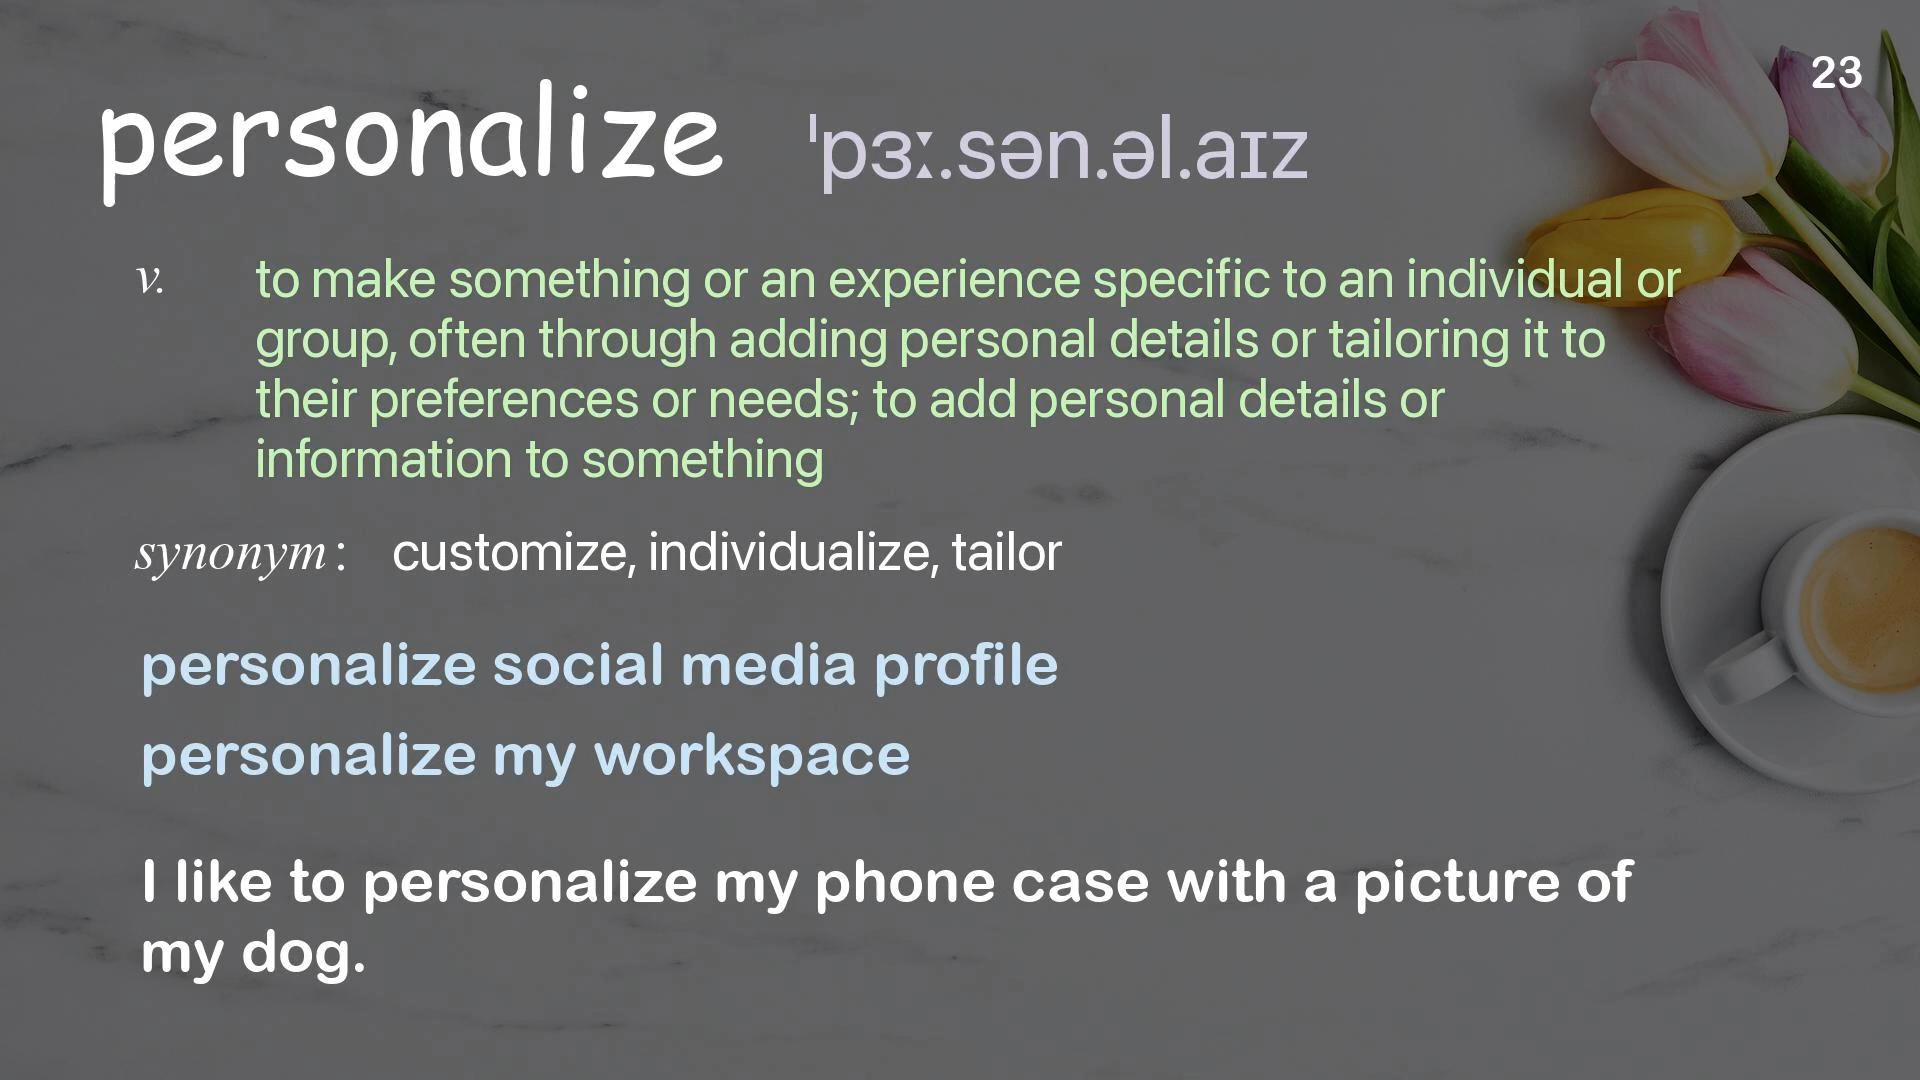 23
personalize ˈpɜː.sən.əl.aɪz
v. to make something or an experience specific to an individual or
group, often through adding personal details or tailoring it to
their preferences or needs; to add personal details or
information to something
synonym: customize, individualize, tailor
personalize social media profile
personalize my workspace
I like to personalize my phone case with a picture of
my dog.